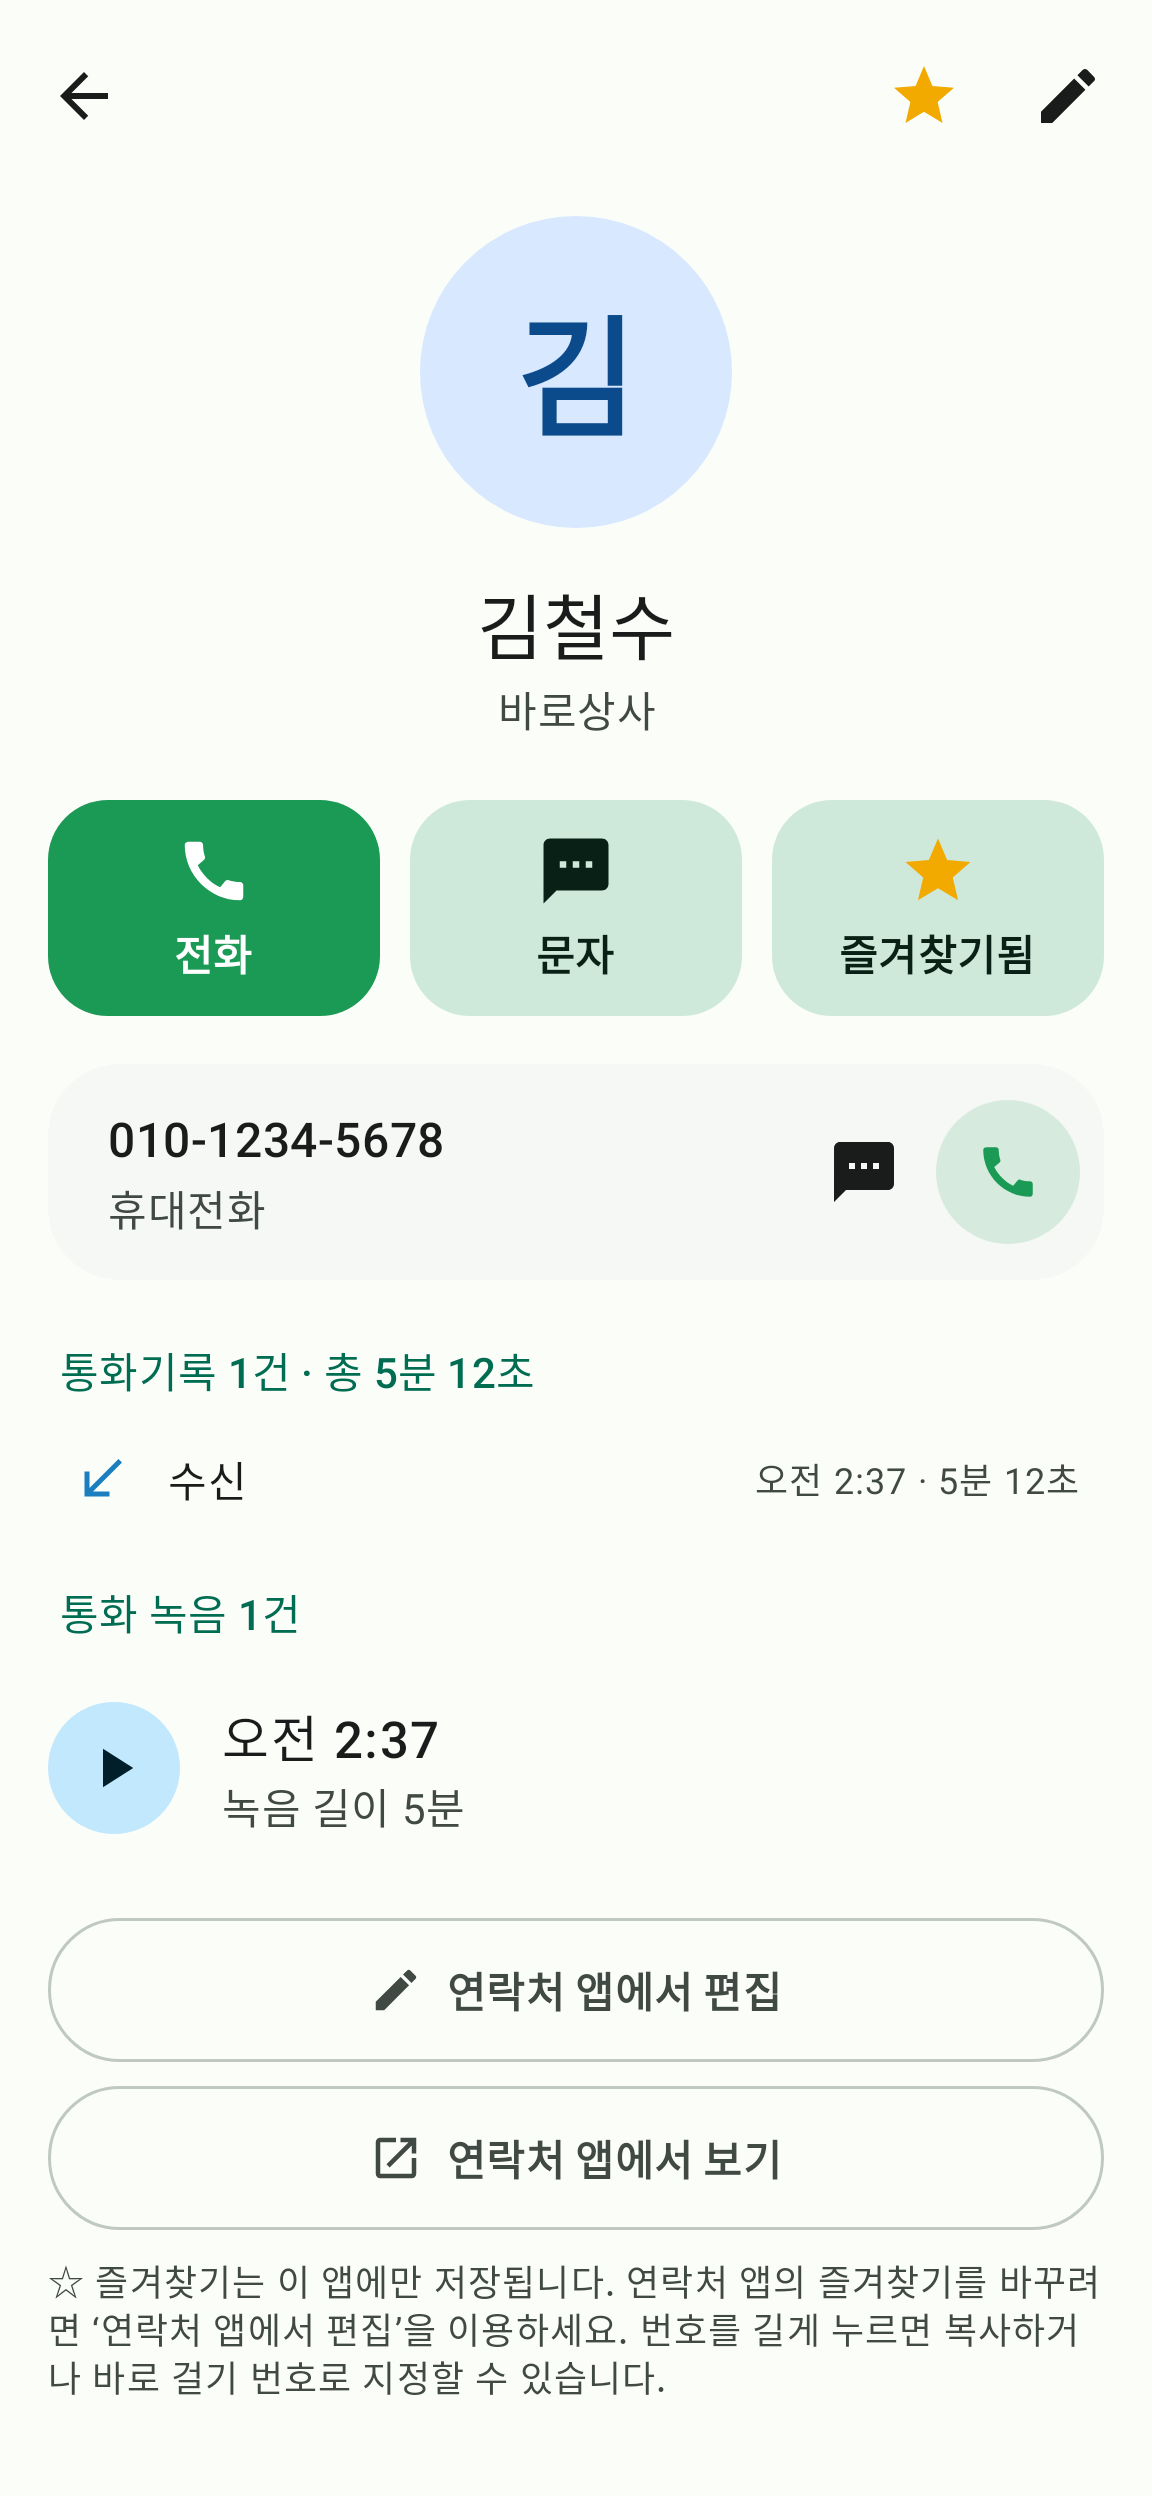 김
김철수
바로상사
전화
문자
즐겨찾기됨
010-1234-5678
휴대전화
통화기록 1건 · 총 5분 12초
수신
오전 2:37 · 5분 12초
통화 녹음 1건
오전 2:37
녹음 길이 5분
연락처 앱에서 편집
연락처 앱에서 보기
☆ 즐겨찾기는 이 앱에만 저장됩니다. 연락처 앱의 즐겨찾기를 바꾸려
면 ‘연락처 앱에서 편집’을 이용하세요. 번호를 길게 누르면 복사하거
나 바로 걸기 번호로 지정할 수 있습니다.